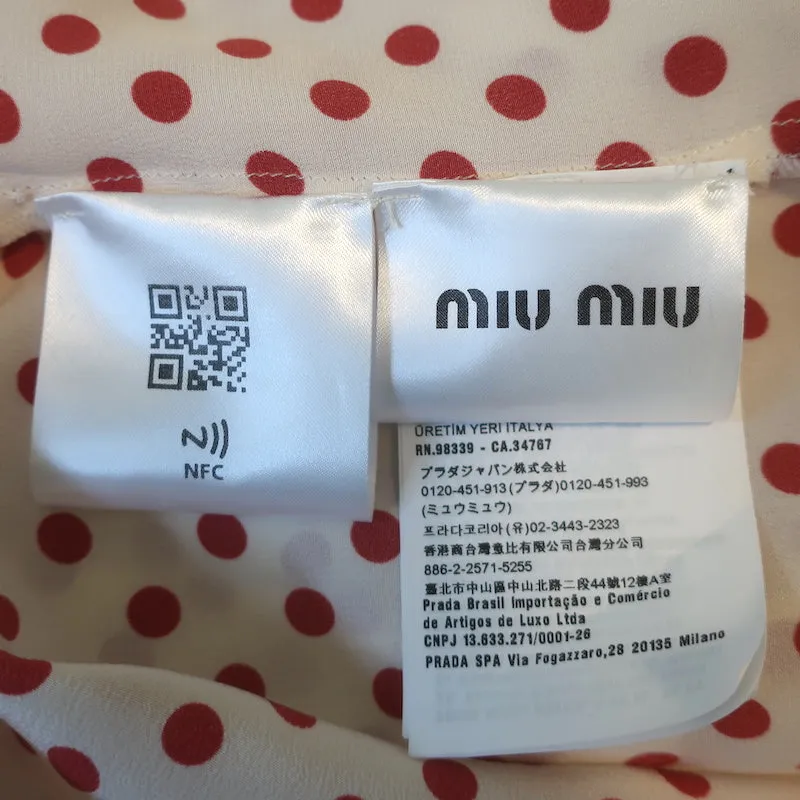 NFC
miu miu
ÜRETİM YERİ İTALYA
RN.98339 - CA.34767
プラダジャパン株式会社
0120-451-913(プラダ)0120-451-993
(ミュウミュウ)
프라다코리아(유)02-3443-2323
香港商台灣意比有限公司台灣分公司
886-2-2571-5255
臺北市中山區中山北路二段44號12樓A室
Prada Brasil Importação e Comércio
de Artigos de Luxo Ltda
CNPJ 13.633.271/0001-26
PRADA SPA Via Fogazzaro,28 20135 Milano